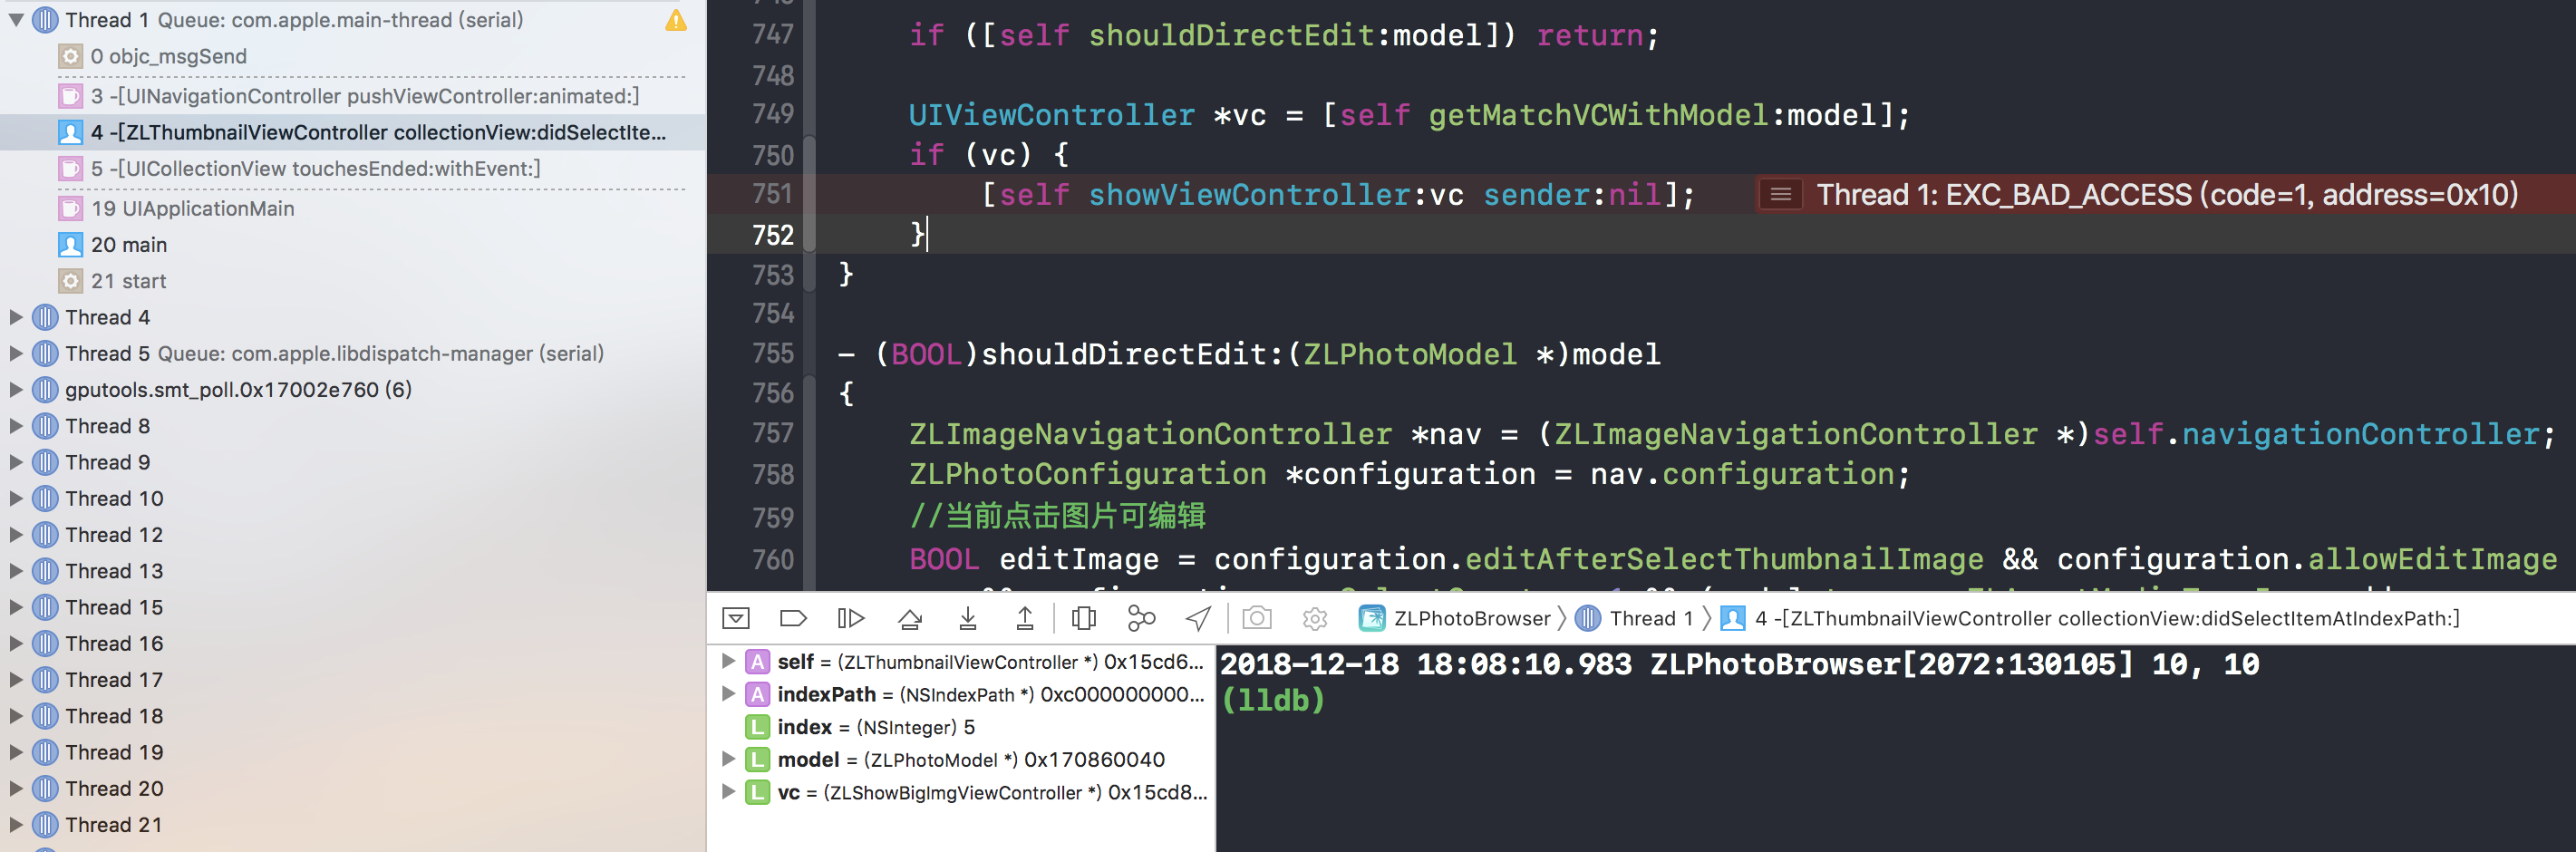 Thread 1 Queue: com.apple.main-thread (serial)
0 objc_msgSend
3 -[UINavigationController pushViewController:animated:]
4 -[ZLThumbnailViewController collectionView:didSelectIte...
5 -[UICollectionView touchesEnded:withEvent:]
19 UIApplicationMain
20 main
21 start
Thread 4
Thread 5 Queue: com.apple.libdispatch-manager (serial)
gputools.smt_poll.0x17002e760 (6)
Thread 8
Thread 9
Thread 10
Thread 12
Thread 13
Thread 15
Thread 16
Thread 17
Thread 18
Thread 19
Thread 20
Thread 21
747 if ([self shouldDirectEdit:model]) return;
748
749 UIViewController *vc = [self getMatchVCWithModel:model];
750 if (vc) {
751 [self showViewController:vc sender:nil];
Thread 1: EXC_BAD_ACCESS (code=1, address=0x10)
752 }
753 }
754
755 - (BOOL)shouldDirectEdit:(ZLPhotoModel *)model
756 {
757 ZLImageNavigationController *nav = (ZLImageNavigationController *)self.navigationController;
758 ZLPhotoConfiguration *configuration = nav.configuration;
759 //当前点击图片可编辑
760 BOOL editImage = configuration.editAfterSelectThumbnailImage && configuration.allowEditImage
ZLPhotoBrowser 〉 Thread 1 〉 4 -[ZLThumbnailViewController collectionView:didSelectItemAtIndexPath:]
A self = (ZLThumbnailViewController *) 0x15cd6...
A indexPath = (NSIndexPath *) 0xc000000000...
L index = (NSInteger) 5
L model = (ZLPhotoModel *) 0x170860040
L vc = (ZLShowBigImgViewController *) 0x15cd8...
2018-12-18 18:08:10.983 ZLPhotoBrowser[2072:130105] 10, 10
(lldb)